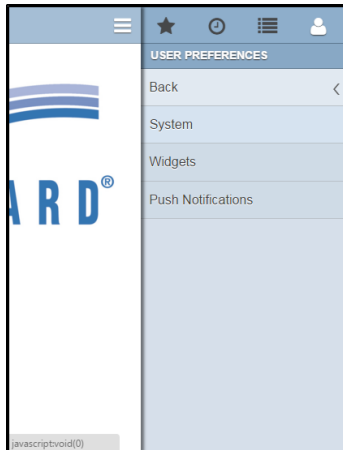 USER PREFERENCES
Back
System
Widgets
Push Notifications
ARD®
javascript:void(0)